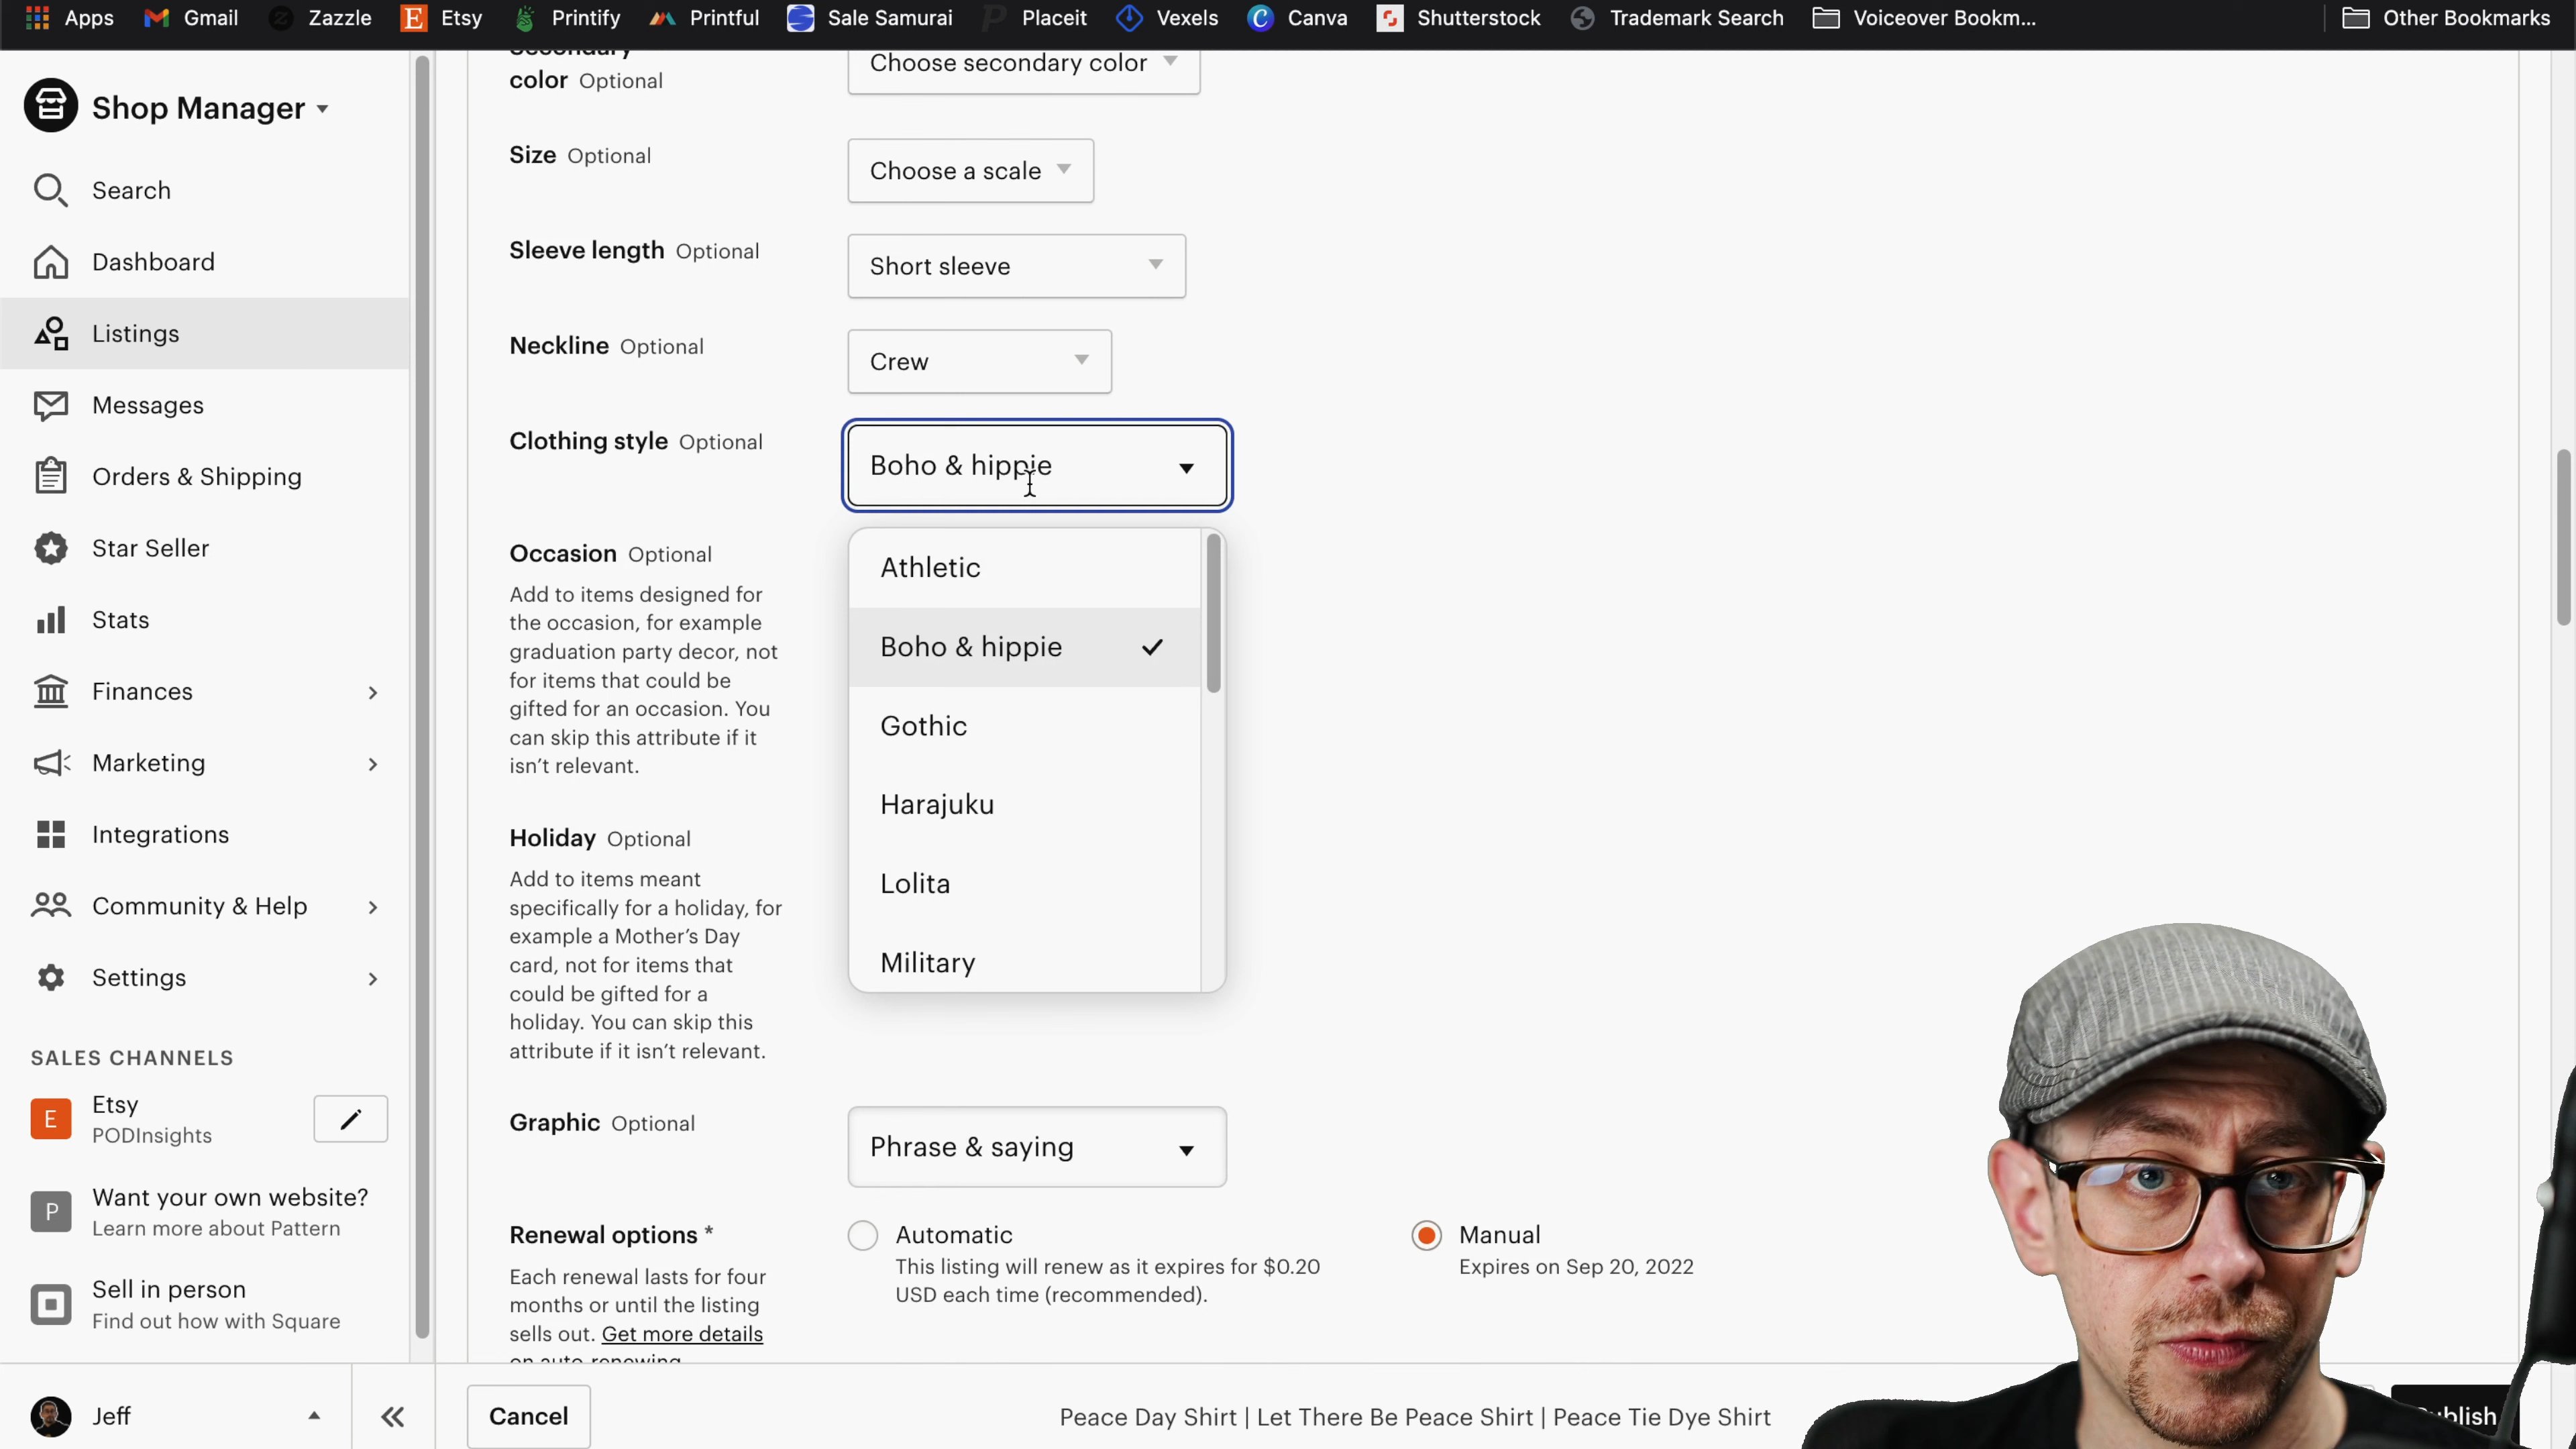 Apps Gmail Zazzle Etsy Printify Printful Sale Samurai Placeit Vexels Canva Shutterstock Trademark Search Voiceover Bookm... Other Bookmarks
Shop Manager
Search
Dashboard
Listings
Messages
Orders & Shipping
Star Seller
Stats
Finances
Marketing
Community & Help
Integrations
Settings
SALES CHANNELS
E
Etsy
PODInsights
P
Want your own website?
Learn more about Pattern
Sell in person
Find out how with Square
Jeff
Secondary
color Optional
Choose secondary color
Size Optional
Choose a scale
Sleeve length Optional
Short sleeve
Neckline Optional
Crew
Clothing style Optional
Boho & hippie
Athletic
Boho & hippie
Gothic
Harajuku
Lolita
Military
Occasion Optional
Add to items designed for
the occasion, for example
graduation party decor, not
for items that could be
gifted for an occasion. You
can skip this attribute if it
isn't relevant.
Holiday Optional
Add to items meant
specifically for a holiday, for
example a Mother's Day
card, not for items that
could be gifted for a
holiday. You can skip this
attribute if it isn't relevant.
Graphic Optional
Phrase & saying
Renewal options *
Each renewal lasts for four
months or until the listing
sells out. Get more details
on auto-renewing
Automatic
This listing will renew as it expires for $0.20
USD each time (recommended).
Manual
Expires on Sep 20, 2022
Cancel
Peace Day Shirt | Let There Be Peace Shirt | Peace Tie Dye Shirt
Publish